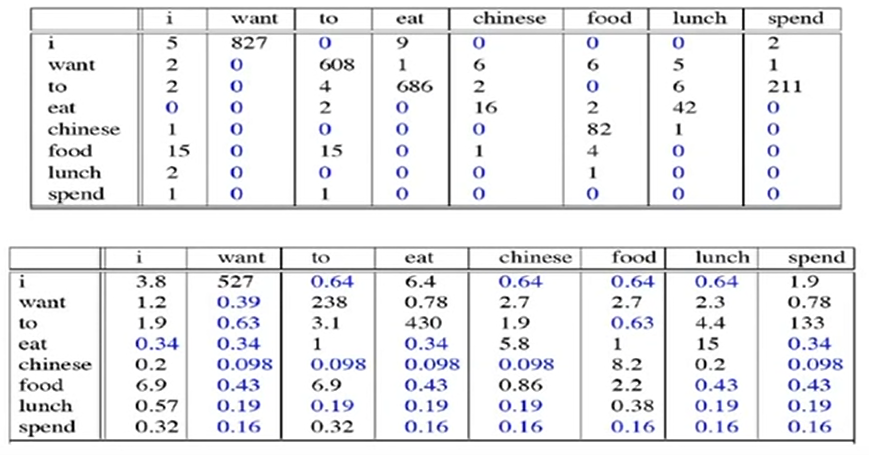 i want to eat chinese food lunch spend
i 5 827 0 9 0 0 0 2
want 2 0 608 1 6 6 5 1
to 2 0 4 686 2 0 6 211
eat 0 0 2 0 16 2 42 0
chinese 1 0 0 0 0 82 1 0
food 15 0 15 0 1 4 0 0
lunch 2 0 0 0 0 1 0 0
spend 1 0 1 0 0 0 0 0
i want to eat chinese food lunch spend
i 3.8 527 0.64 6.4 0.64 0.64 0.64 1.9
want 1.2 0.39 238 0.78 2.7 2.7 2.3 0.78
to 1.9 0.63 3.1 430 1.9 0.63 4.4 133
eat 0.34 0.34 1 0.34 5.8 1 15 0.34
chinese 0.2 0.098 0.098 0.098 0.098 8.2 0.2 0.098
food 6.9 0.43 6.9 0.43 0.86 2.2 0.43 0.43
lunch 0.57 0.19 0.19 0.19 0.19 0.38 0.19 0.19
spend 0.32 0.16 0.32 0.16 0.16 0.16 0.16 0.16